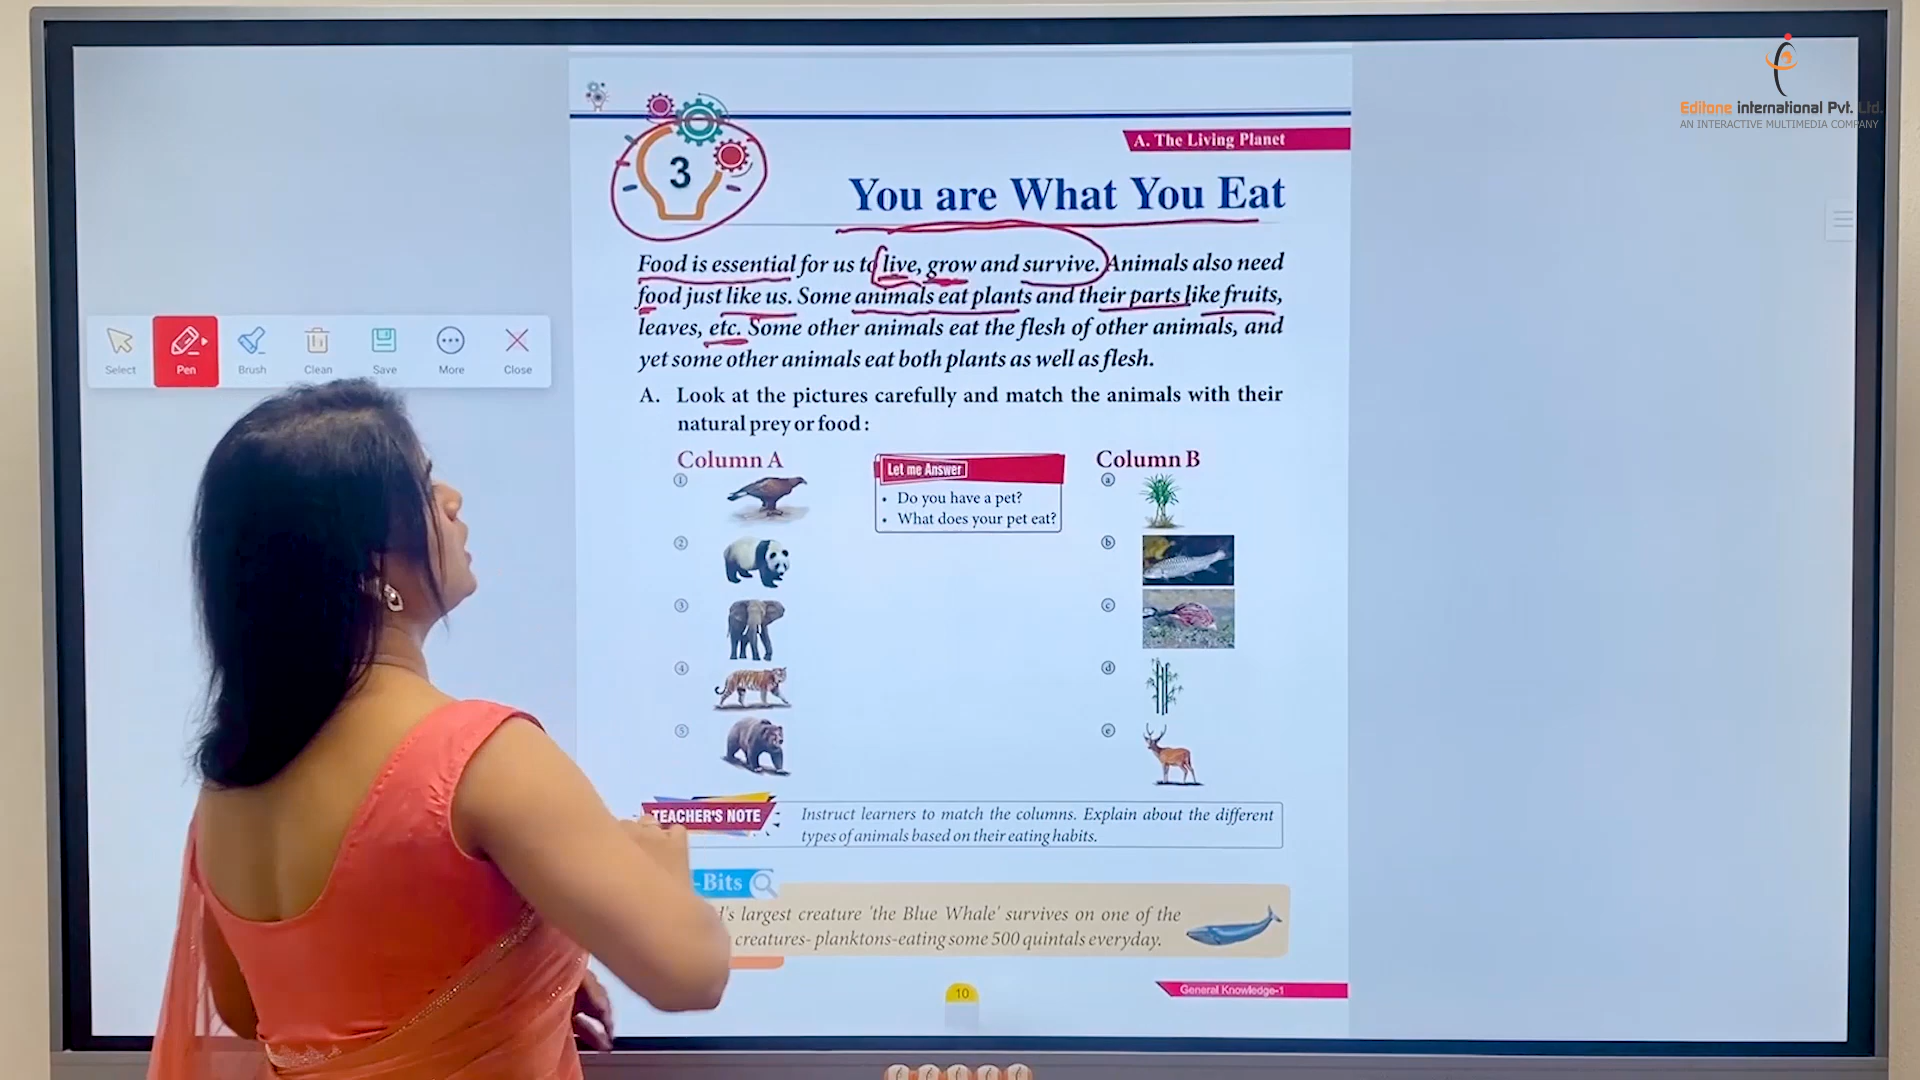 Editone international Pvt. Ltd.
AN INTERACTIVE MULTIMEDIA COMPANY
A. The Living Planet
3
You are What You Eat
Food is essential for us to live, grow and survive. Animals also need
food just like us. Some animals eat plants and their parts like fruits,
leaves, etc. Some other animals eat the flesh of other animals, and
yet some other animals eat both plants as well as flesh.
Select
Pen
Brush
Clean
Save
More
Close
A. Look at the pictures carefully and match the animals with their
natural prey or food :
Column A
Let me Answer
Column B
• Do you have a pet?
• What does your pet eat?
1
a
2
b
3
c
4
d
5
e
TEACHER'S NOTE
Instruct learners to match the columns. Explain about the different
types of animals based on their eating habits.
-Bits
largest creature 'the Blue Whale' survives on one of the
creatures- planktons-eating some 500 quintals everyday.
10
General Knowledge-1